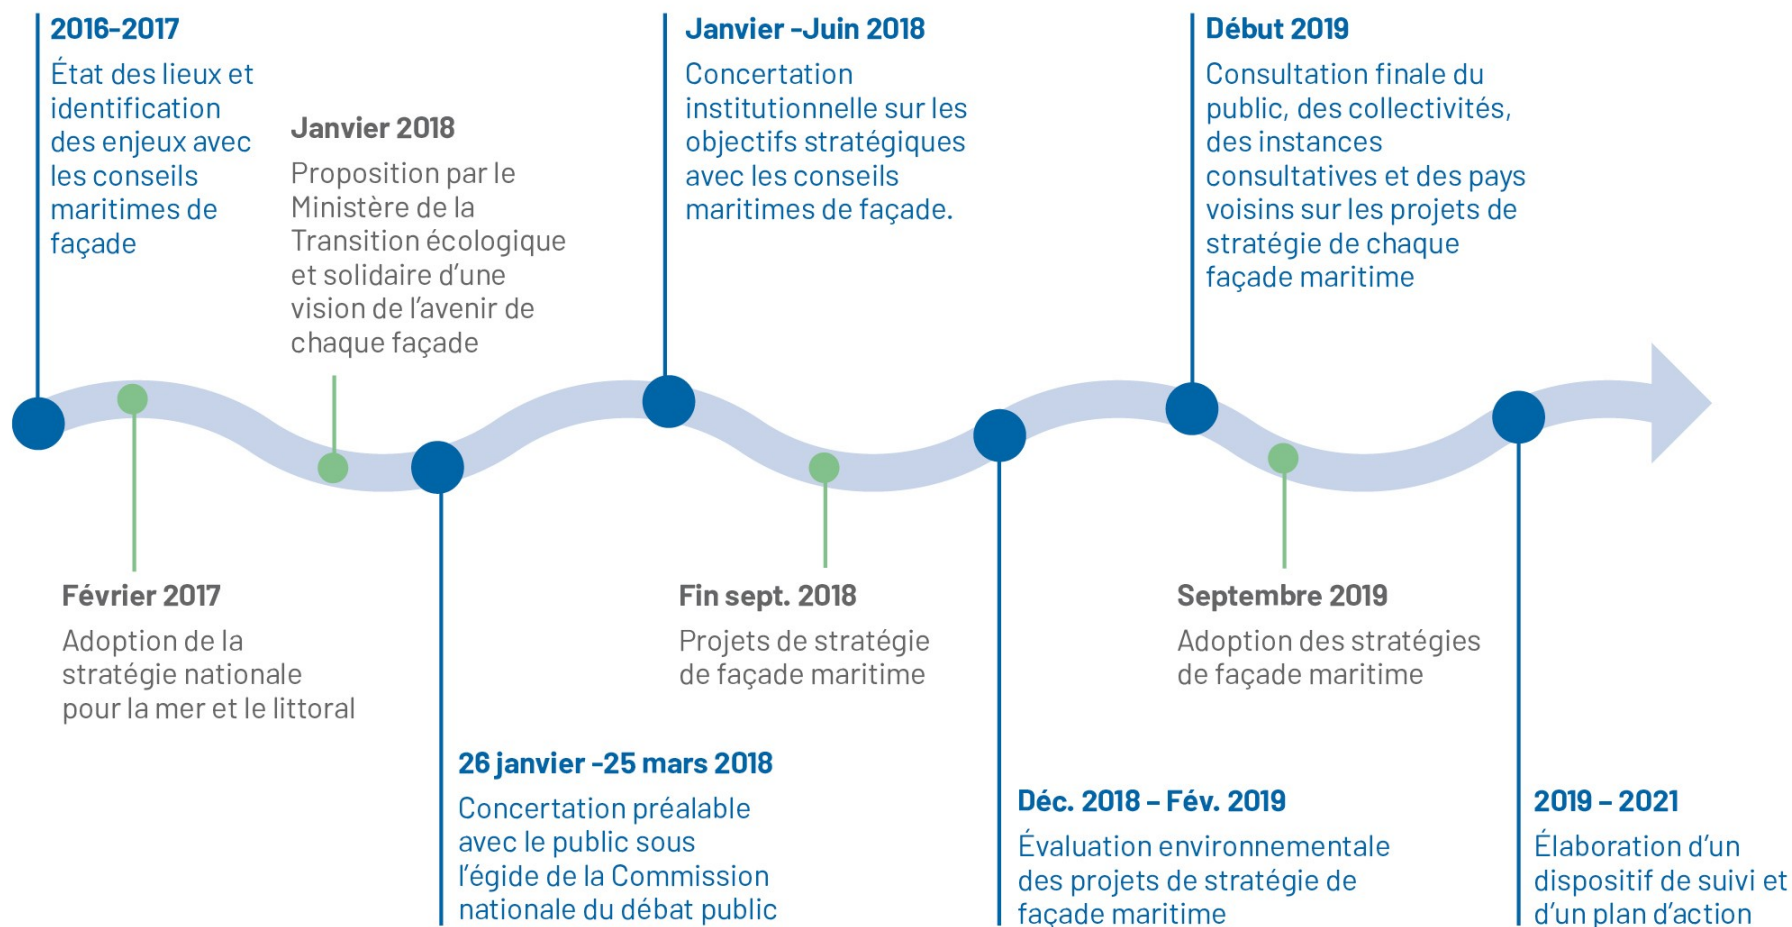 2016-2017
État des lieux et
identification
des enjeux avec
les conseils
maritimes de
façade
Février 2017
Adoption de la
stratégie nationale
pour la mer et le littoral
Janvier 2018
Proposition par le
Ministère de la
Transition écologique
et solidaire d’une
vision de l’avenir de
chaque façade
26 janvier -25 mars 2018
Concertation préalable
avec le public sous
l’égide de la Commission
nationale du débat public
Janvier -Juin 2018
Concertation
institutionnelle sur les
objectifs stratégiques
avec les conseils
maritimes de façade.
Fin sept. 2018
Projets de stratégie
de façade maritime
Déc. 2018 – Fév. 2019
Évaluation environnementale
des projets de stratégie de
façade maritime
Début 2019
Consultation finale du
public, des collectivités,
des instances
consultatives et des pays
voisins sur les projets de
stratégie de chaque
façade maritime
Septembre 2019
Adoption des stratégies
de façade maritime
2019 – 2021
Élaboration d’un
dispositif de suivi et
d’un plan d’action